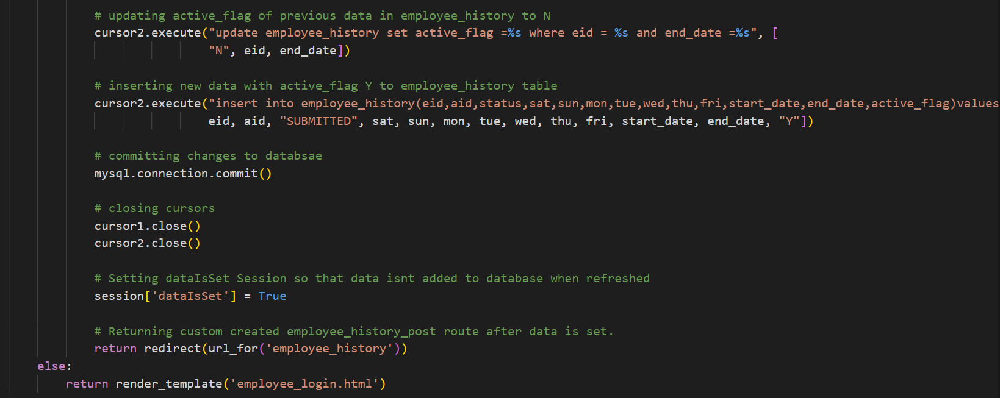 # updating active_flag of previous data in employee_history to N
cursor2.execute("update employee_history set active_flag =%s where eid = %s and end_date =%s", [
"N", eid, end_date])
# inserting new data with active_flag Y to employee_history table
cursor2.execute("insert into employee_history(eid,aid,status,sat,sun,mon,tue,wed,thu,fri,start_date,end_date,active_flag)values
eid, aid, "SUBMITTED", sat, sun, mon, tue, wed, thu, fri, start_date, end_date, "Y"])
# committing changes to databsae
mysql.connection.commit()
# closing cursors
cursor1.close()
cursor2.close()
# Setting dataIsSet Session so that data isnt added to database when refreshed
session['dataIsSet'] = True
# Returning custom created employee_history_post route after data is set.
return redirect(url_for('employee_history'))
else:
return render_template('employee_login.html')